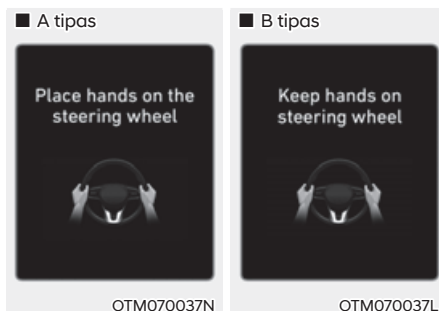 ■ A tipas
Place hands on the
steering wheel
OTM070037N
■ B tipas
Keep hands on
steering wheel
OTM070037L